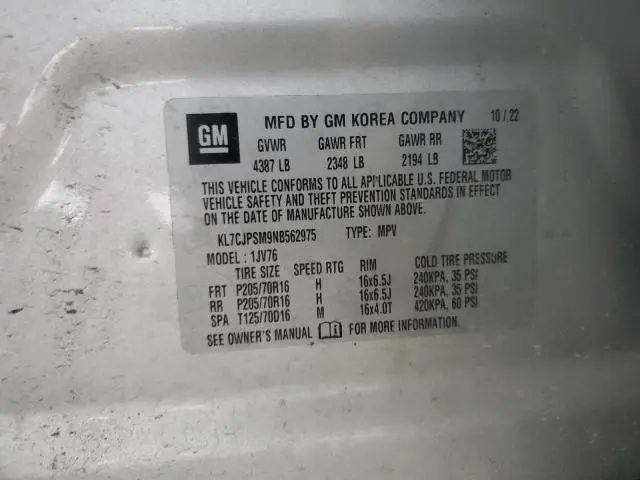 GM
MFD BY GM KOREA COMPANY 10 / 22
GVWR GAWR FRT GAWR RR
4387 LB 2348 LB 2194 LB
THIS VEHICLE CONFORMS TO ALL APPLICABLE U.S. FEDERAL MOTOR
VEHICLE SAFETY AND THEFT PREVENTION STANDARDS IN EFFECT
ON THE DATE OF MANUFACTURE SHOWN ABOVE.
KL7CJPSM9NB562975 TYPE: MPV
MODEL : 1JV76
TIRE SIZE SPEED RTG RIM COLD TIRE PRESSURE
FRT P205/70R16 H 16x6.5J 240KPA, 35 PSI
RR P205/70R16 H 16x6.5J 240KPA, 35 PSI
SPA T125/70D16 M 16x4.0T 420KPA, 60 PSI
SEE OWNER'S MANUAL FOR MORE INFORMATION.